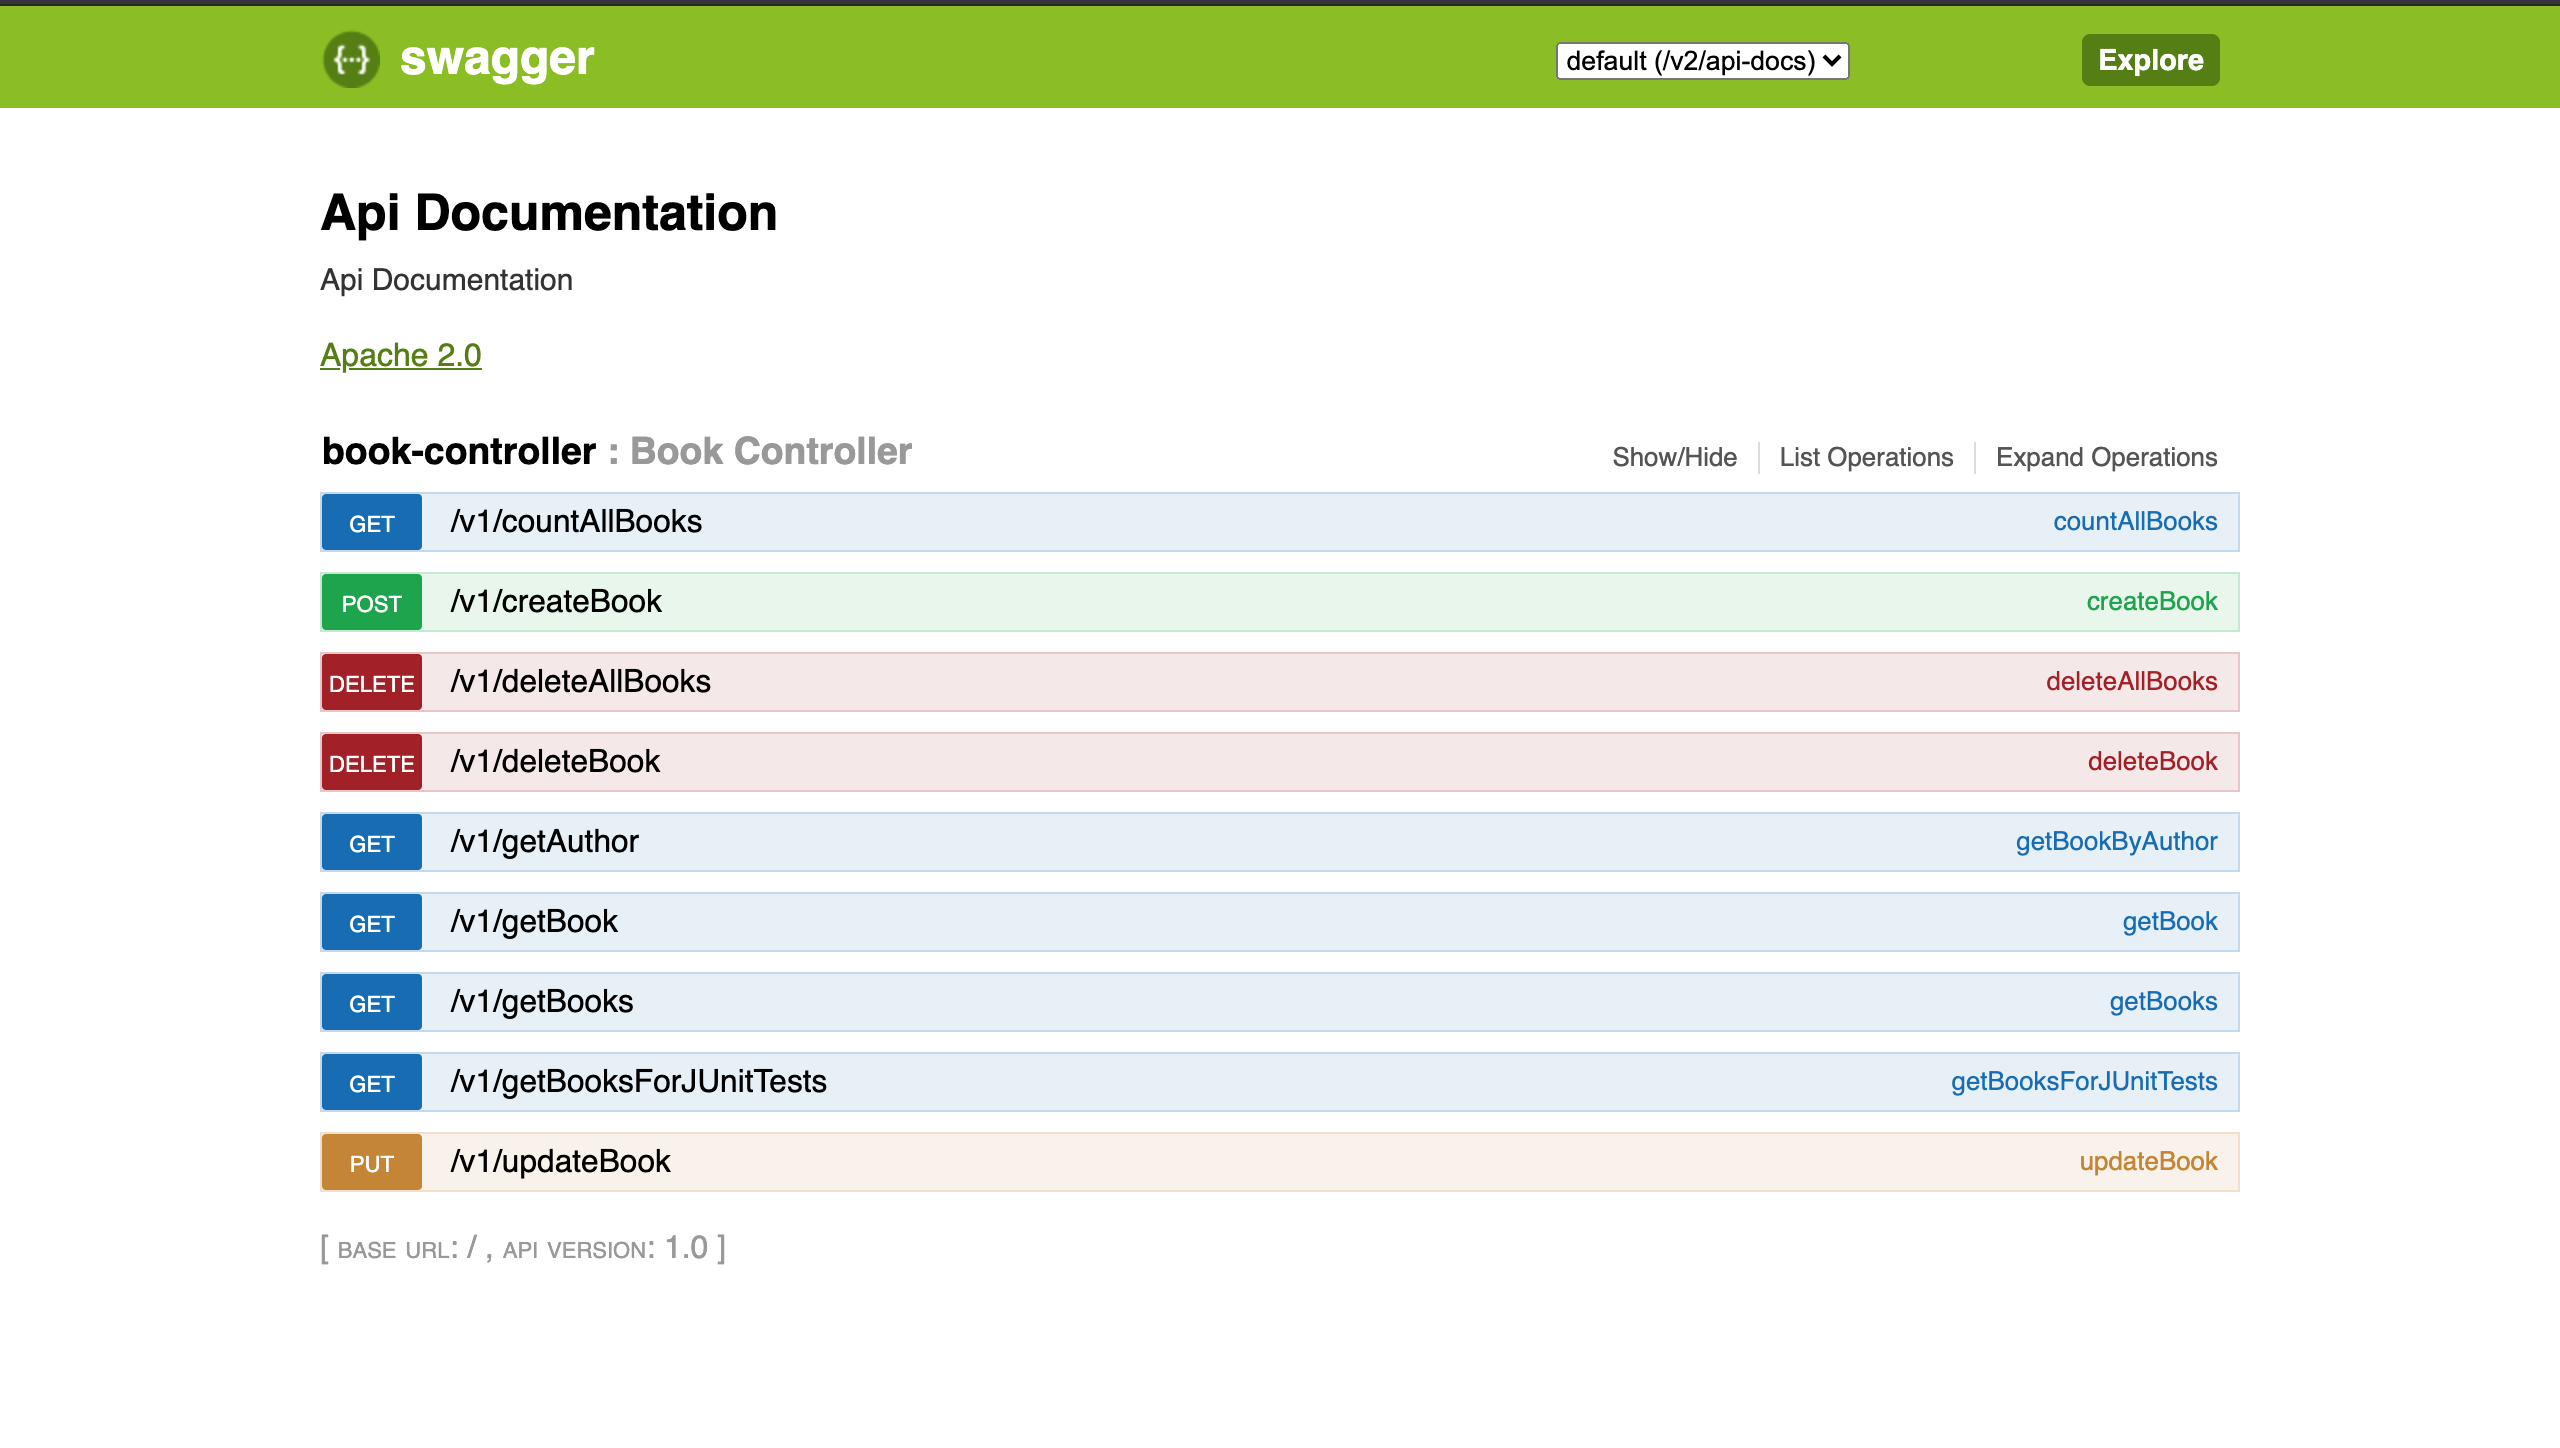 {···} swagger default (/v2/api-docs) Explore
Api Documentation
Api Documentation
Apache 2.0
book-controller : Book Controller Show/Hide List Operations Expand Operations
GET /v1/countAllBooks countAllBooks
POST /v1/createBook createBook
DELETE /v1/deleteAllBooks deleteAllBooks
DELETE /v1/deleteBook deleteBook
GET /v1/getAuthor getBookByAuthor
GET /v1/getBook getBook
GET /v1/getBooks getBooks
GET /v1/getBooksForJUnitTests getBooksForJUnitTests
PUT /v1/updateBook updateBook
[ BASE URL: / , API VERSION: 1.0 ]